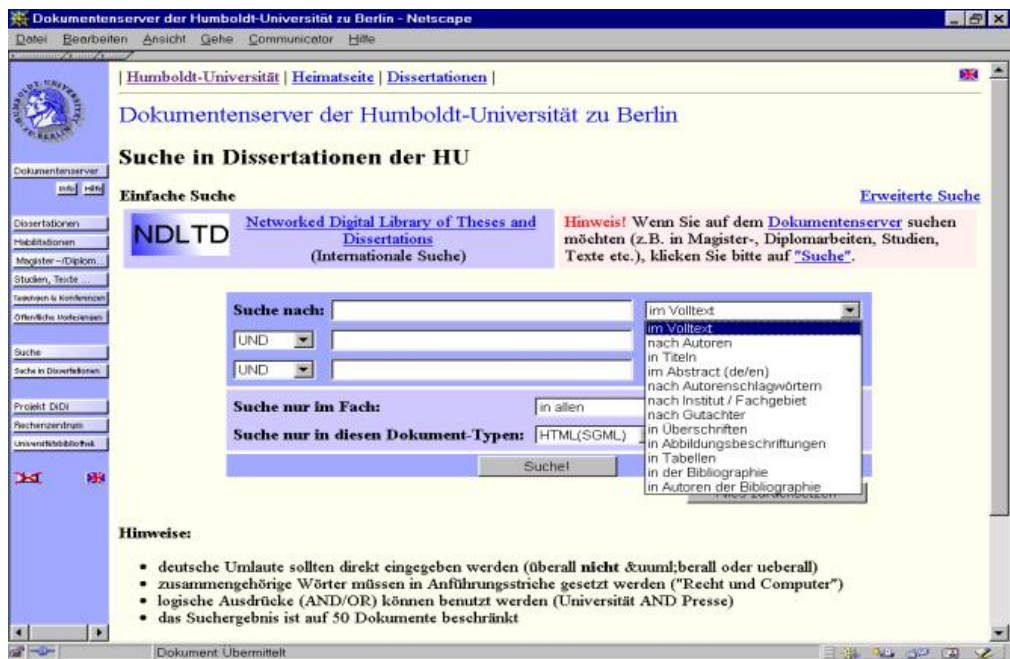 Dokumentenserver der Humboldt-Universität zu Berlin - Netscape
Datei Bearbeiten Ansicht Gehe Communicator Hilfe
| Humboldt-Universität | Heimatseite | Dissertationen |
Dokumentenserver der Humboldt-Universität zu Berlin
Suche in Dissertationen der HU
Einfache Suche
Erweiterte Suche
NDLTD
Networked Digital Library of Theses and
Dissertations
(Internationale Suche)
Hinweis! Wenn Sie auf dem Dokumentenserver suchen
möchten (z.B. in Magister-, Diplomarbeiten, Studien,
Texte etc.), klicken Sie bitte auf "Suche".
Dokumentenserver
Info Hilfe
Dissertationen
Habilitationen
Magister-/Diplom...
Studien, Texte ...
Tagungen & Konferenzen
Öffentliche Vorlesungen
Suche
Suche in Dissertationen
Projekt DiDi
Rechenzentrum
Universitätsbibliothek
Suche nach:
im Volltext
UND
UND
im Volltext
nach Autoren
in Titeln
im Abstract (de/en)
nach Autorenschlagwörtern
nach Institut / Fachgebiet
nach Gutachter
in Überschriften
in Abbildungsbeschriftungen
in Tabellen
in der Bibliographie
in Autoren der Bibliographie
Suche nur im Fach: in allen
Suche nur in diesen Dokument-Typen: HTML(SGML)
Suche!
Alles zurücksetzen
Hinweise:
• deutsche Umlaute sollten direkt eingegeben werden (überall nicht &uuml;berall oder ueberall)
• zusammengehörige Wörter müssen in Anführungsstriche gesetzt werden ("Recht und Computer")
• logische Ausdrücke (AND/OR) können benutzt werden (Universität AND Presse)
• das Suchergebnis ist auf 50 Dokumente beschränkt
Dokument Übermittelt